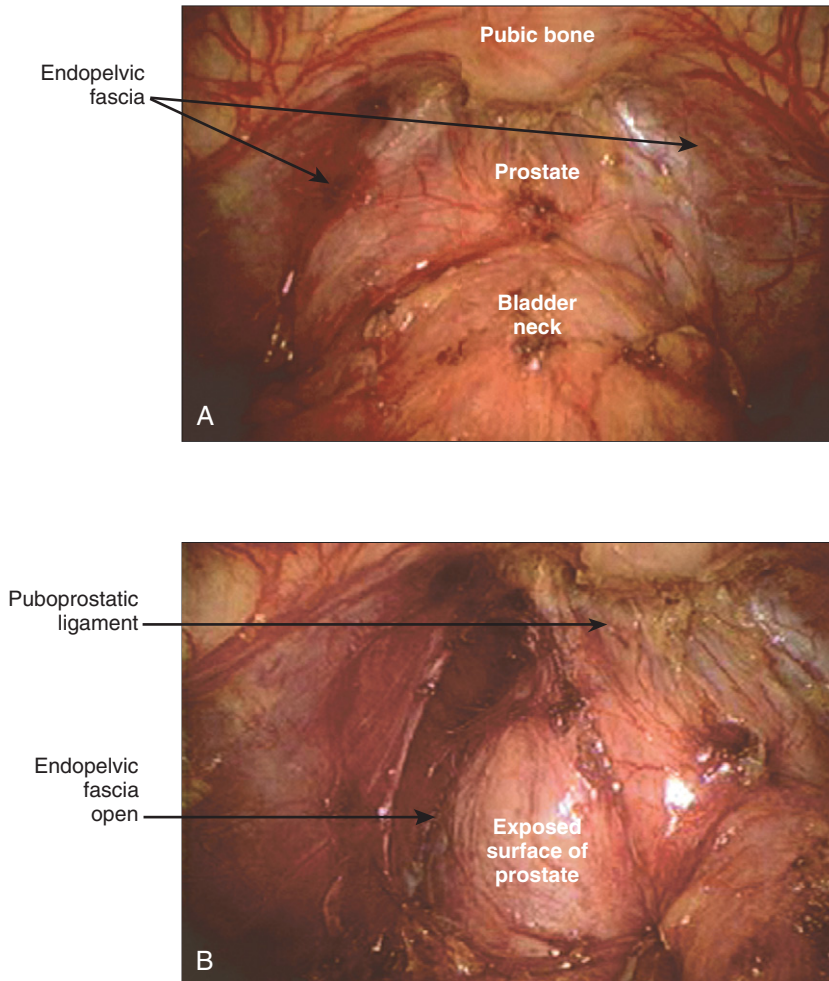 Pubic bone
Endopelvic
fascia
Prostate
Bladder
neck
A
Puboprostatic
ligament
Endopelvic
fascia
open
Exposed
surface of
prostate
B